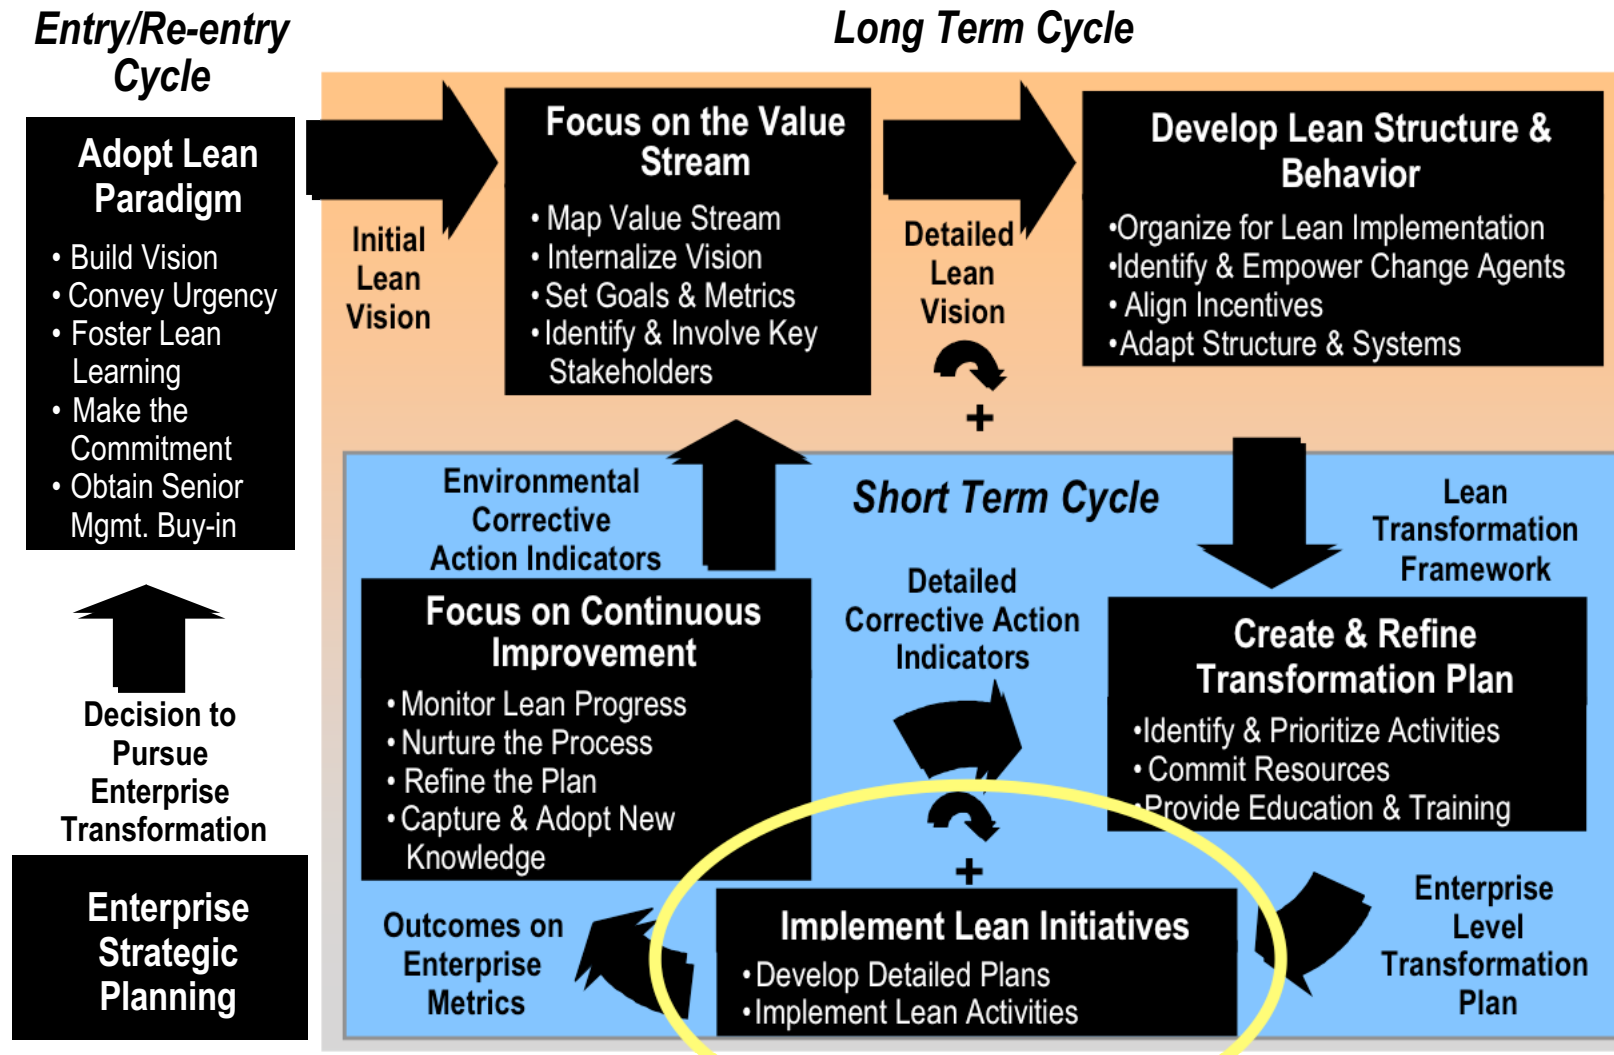 Entry/Re-entry
Cycle
Long Term Cycle
Adopt Lean
Paradigm
• Build Vision
• Convey Urgency
• Foster Lean
Learning
• Make the
Commitment
• Obtain Senior
Mgmt. Buy-in
Initial
Lean
Vision
Focus on the Value
Stream
• Map Value Stream
• Internalize Vision
• Set Goals & Metrics
• Identify & Involve Key
Stakeholders
Detailed
Lean
Vision
+
Develop Lean Structure &
Behavior
•Organize for Lean Implementation
•Identify & Empower Change Agents
• Align Incentives
•Adapt Structure & Systems
Environmental
Corrective
Action Indicators
Short Term Cycle
Lean
Transformation
Framework
Decision to
Pursue
Enterprise
Transformation
Focus on Continuous
Improvement
• Monitor Lean Progress
• Nurture the Process
• Refine the Plan
• Capture & Adopt New
Knowledge
Detailed
Corrective Action
Indicators
+
Create & Refine
Transformation Plan
•Identify & Prioritize Activities
• Commit Resources
•Provide Education & Training
Enterprise
Strategic
Planning
Outcomes on
Enterprise
Metrics
Implement Lean Initiatives
• Develop Detailed Plans
•Implement Lean Activities
Enterprise
Level
Transformation
Plan